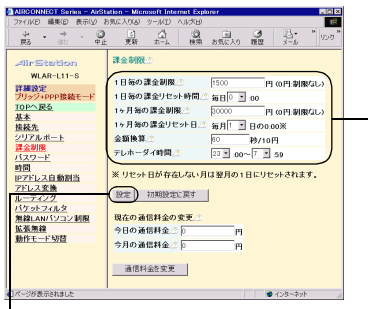 AIRCONNECT Series - AirStation - Microsoft Internet Explorer
ファイル(F) 編集(E) 表示(V) お気に入り(A) ツール(T) ヘルプ(H)
戻る 中止 更新 ホーム 検索 お気に入り 履歴 メール リンク
AirStation
WLAR-L11-S
詳細設定
ブリッジ+PPP接続モード
TOPへ戻る
基本
接続先
シリアルポート
課金制限
パスワード
時間
IPアドレス自動割当
アドレス変換
ルーティング
パケットフィルタ
無線LANパソコン制限
拡張無線
動作モード切替
課金制限
1日毎の課金制限 1500 円 (0円:制限なし)
1日毎の課金リセット時間 毎日 0 :00
1ヶ月毎の課金制限 30000 円 (0円:制限なし)
1ヶ月毎の課金リセット日 毎月 1 日の0:00※
金額換算 60 秒/10円
テレホーダイ時間 23 :00～ 7 :59
※ リセット日が存在しない月は翌月の1日にリセットされます。
設定 初期設定に戻す
現在の通信料金の変更
今日の通信料金 0 円
今月の通信料金 0 円
通信料金を変更
ページが表示されました インターネット